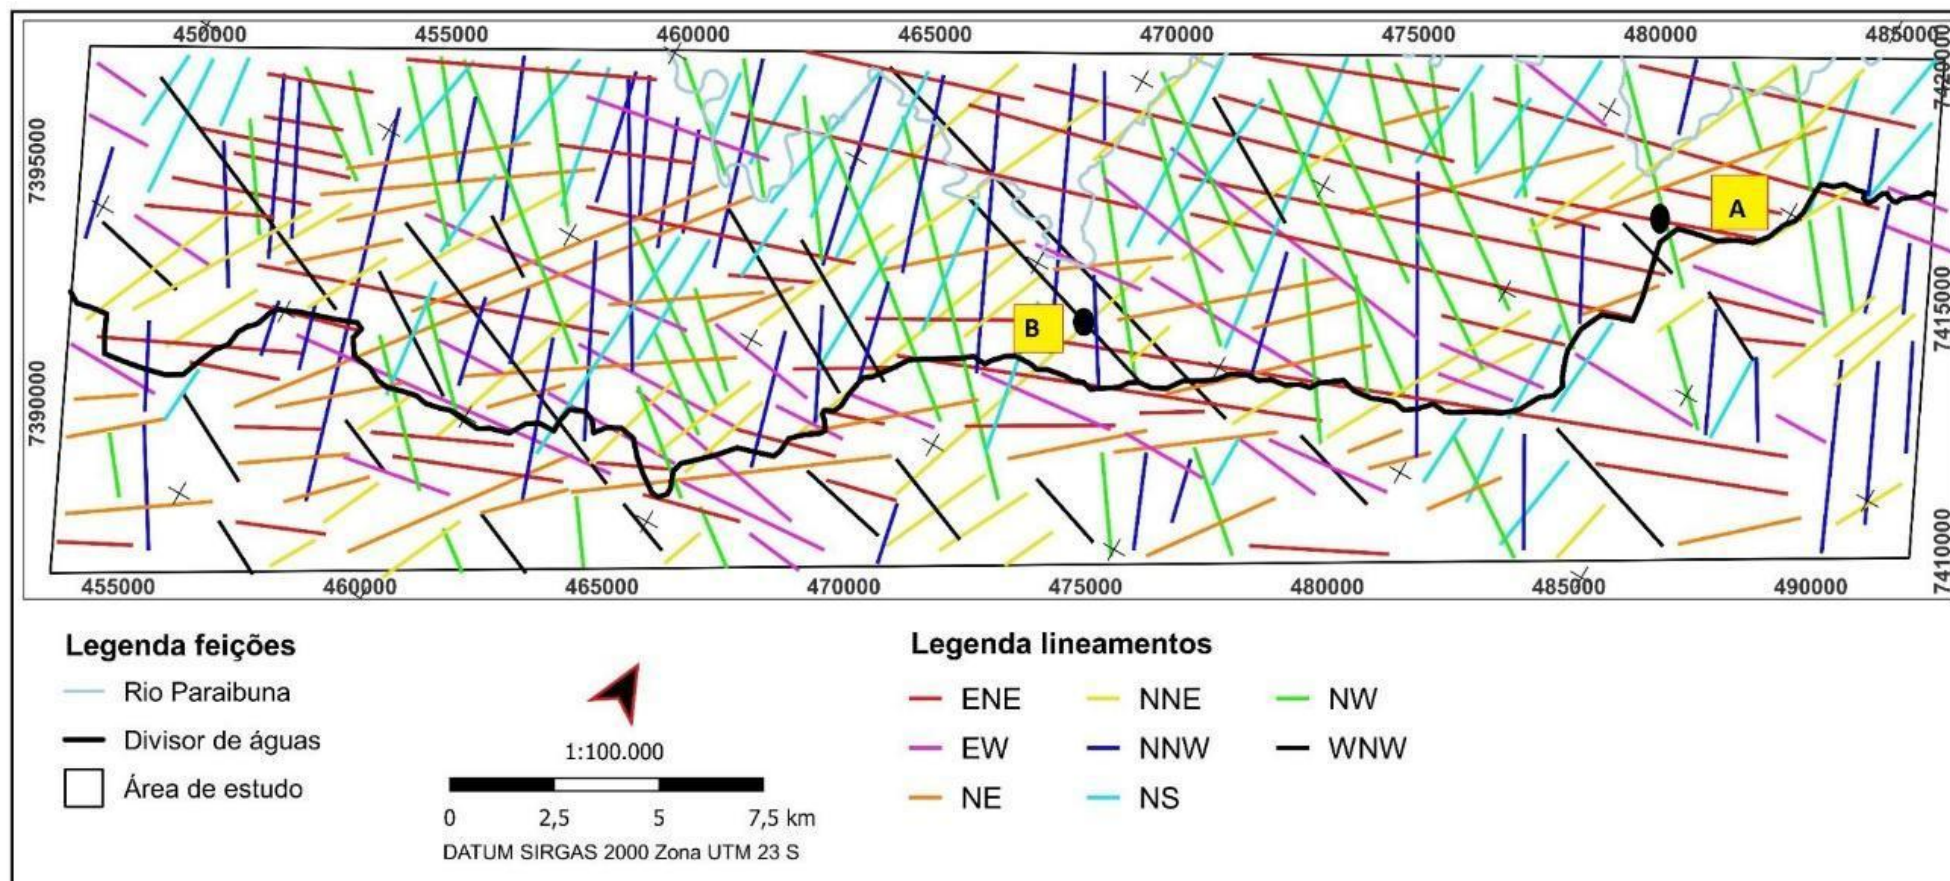 450000 455000 460000 465000 470000 475000 480000 485000
7420000
7395000
A
7415000
B
7390000
7410000
455000 460000 465000 470000 475000 480000 485000 490000
Legenda feições
Rio Paraibuna
Divisor de águas
Área de estudo
1:100.000
0 2,5 5 7,5 km
DATUM SIRGAS 2000 Zona UTM 23 S
Legenda lineamentos
ENE NNE NW
EW NNW WNW
NE NS